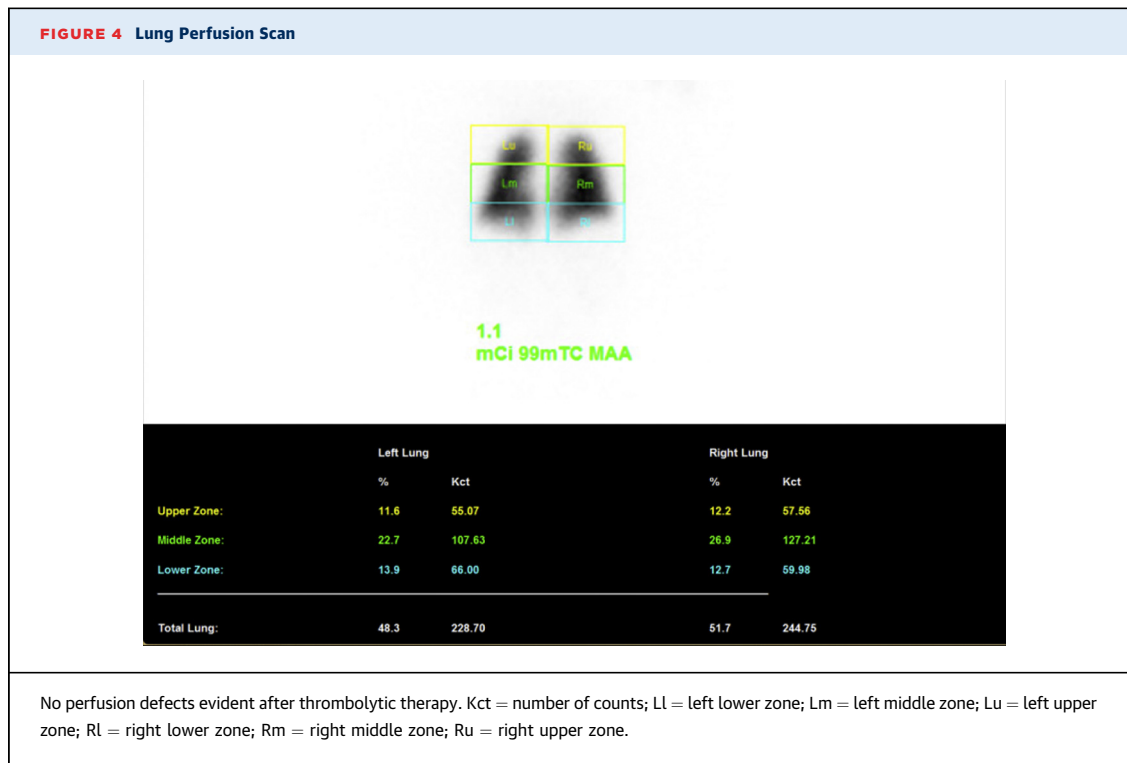 FIGURE 4 Lung Perfusion Scan
Lu Ru
Lm Rm
Ll Rl
1.1
mCi 99mTC MAA
Left Lung Right Lung
% Kct % Kct
Upper Zone: 11.6 55.07 12.2 57.56
Middle Zone: 22.7 107.63 26.9 127.21
Lower Zone: 13.9 66.00 12.7 59.98
Total Lung: 48.3 228.70 51.7 244.75
No perfusion defects evident after thrombolytic therapy. Kct = number of counts; Ll = left lower zone; Lm = left middle zone; Lu = left upper
zone; Rl = right lower zone; Rm = right middle zone; Ru = right upper zone.